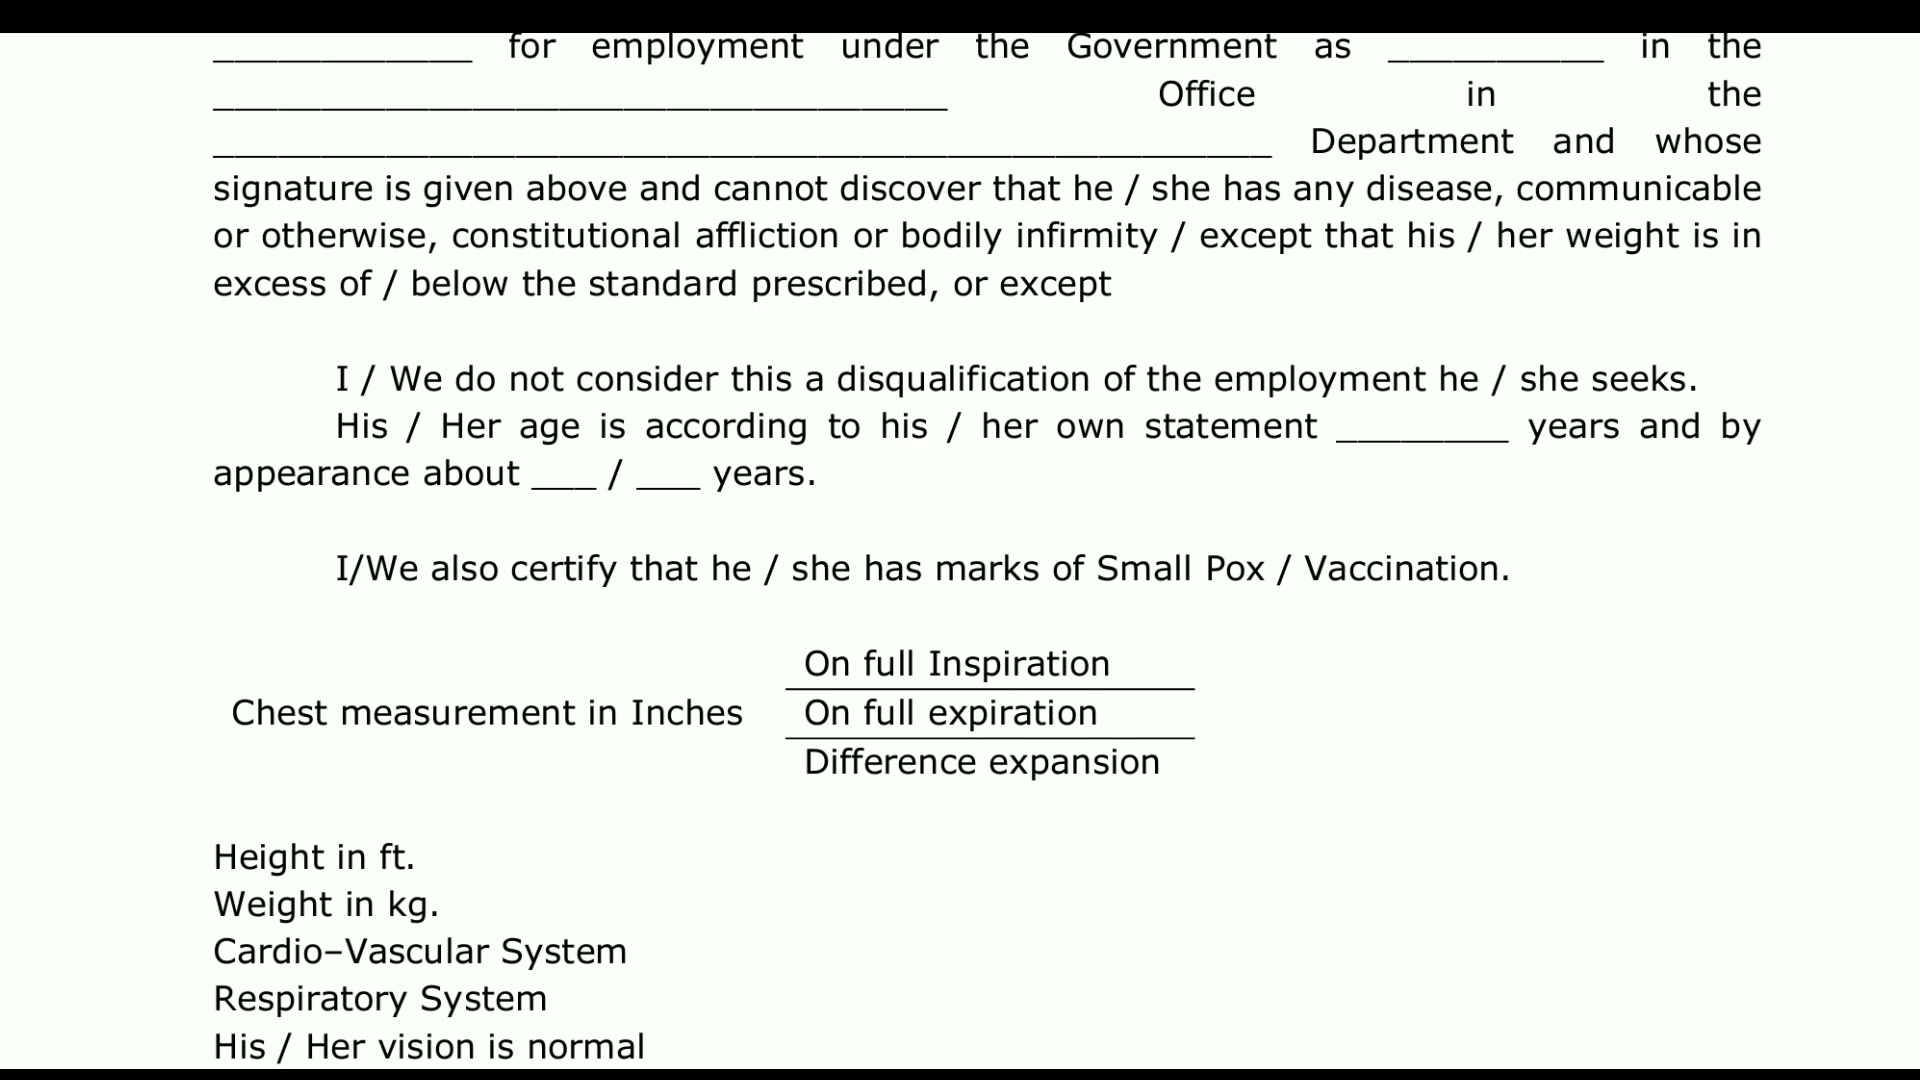 ____________ for employment under the Government as __________ in the
__________________________________ Office in the
_________________________________________________ Department and whose
signature is given above and cannot discover that he / she has any disease, communicable
or otherwise, constitutional affliction or bodily infirmity / except that his / her weight is in
excess of / below the standard prescribed, or except
I / We do not consider this a disqualification of the employment he / she seeks.
His / Her age is according to his / her own statement ________ years and by
appearance about ___ / ___ years.
I/We also certify that he / she has marks of Small Pox / Vaccination.
On full Inspiration
Chest measurement in Inches On full expiration
Difference expansion
Height in ft.
Weight in kg.
Cardio–Vascular System
Respiratory System
His / Her vision is normal